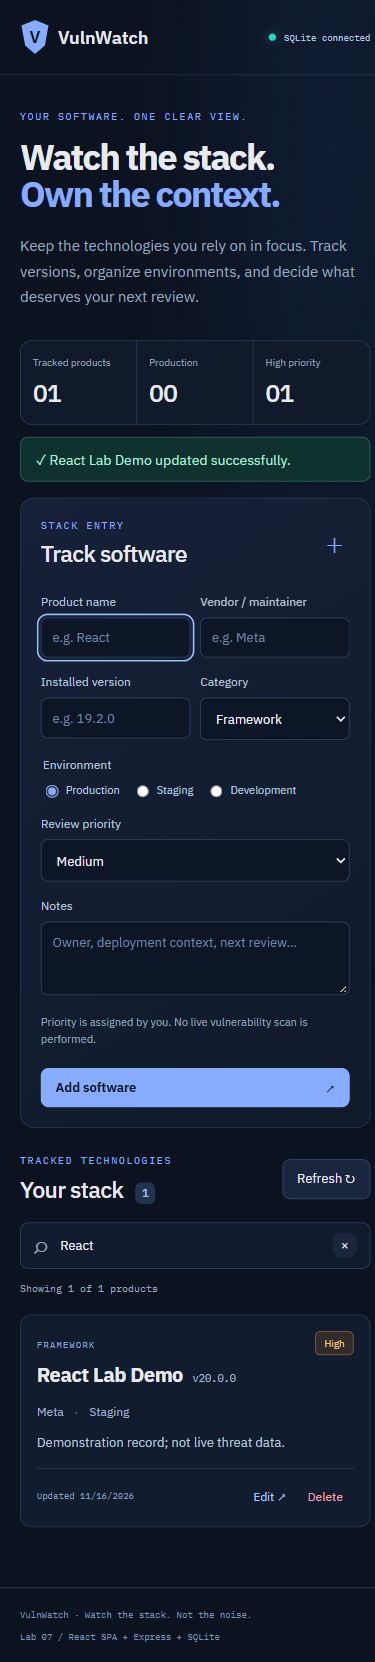 V VulnWatch
SQLite connected
YOUR SOFTWARE. ONE CLEAR VIEW.
Watch the stack.
Own the context.
Keep the technologies you rely on in focus. Track
versions, organize environments, and decide what
deserves your next review.
Tracked products
01
Production
00
High priority
01
✓ React Lab Demo updated successfully.
STACK ENTRY
Track software
+
Product name
e.g. React
Vendor / maintainer
e.g. Meta
Installed version
e.g. 19.2.0
Category
Framework
Environment
Production Staging Development
Review priority
Medium
Notes
Owner, deployment context, next review...
Priority is assigned by you. No live vulnerability scan is
performed.
Add software ↗
TRACKED TECHNOLOGIES
Your stack 1
Refresh ↻
React ×
Showing 1 of 1 products
FRAMEWORK
High
React Lab Demo v20.0.0
Meta · Staging
Demonstration record; not live threat data.
Updated 11/16/2026
Edit ↗ Delete
VulnWatch · Watch the stack. Not the noise.
Lab 07 / React SPA + Express + SQLite